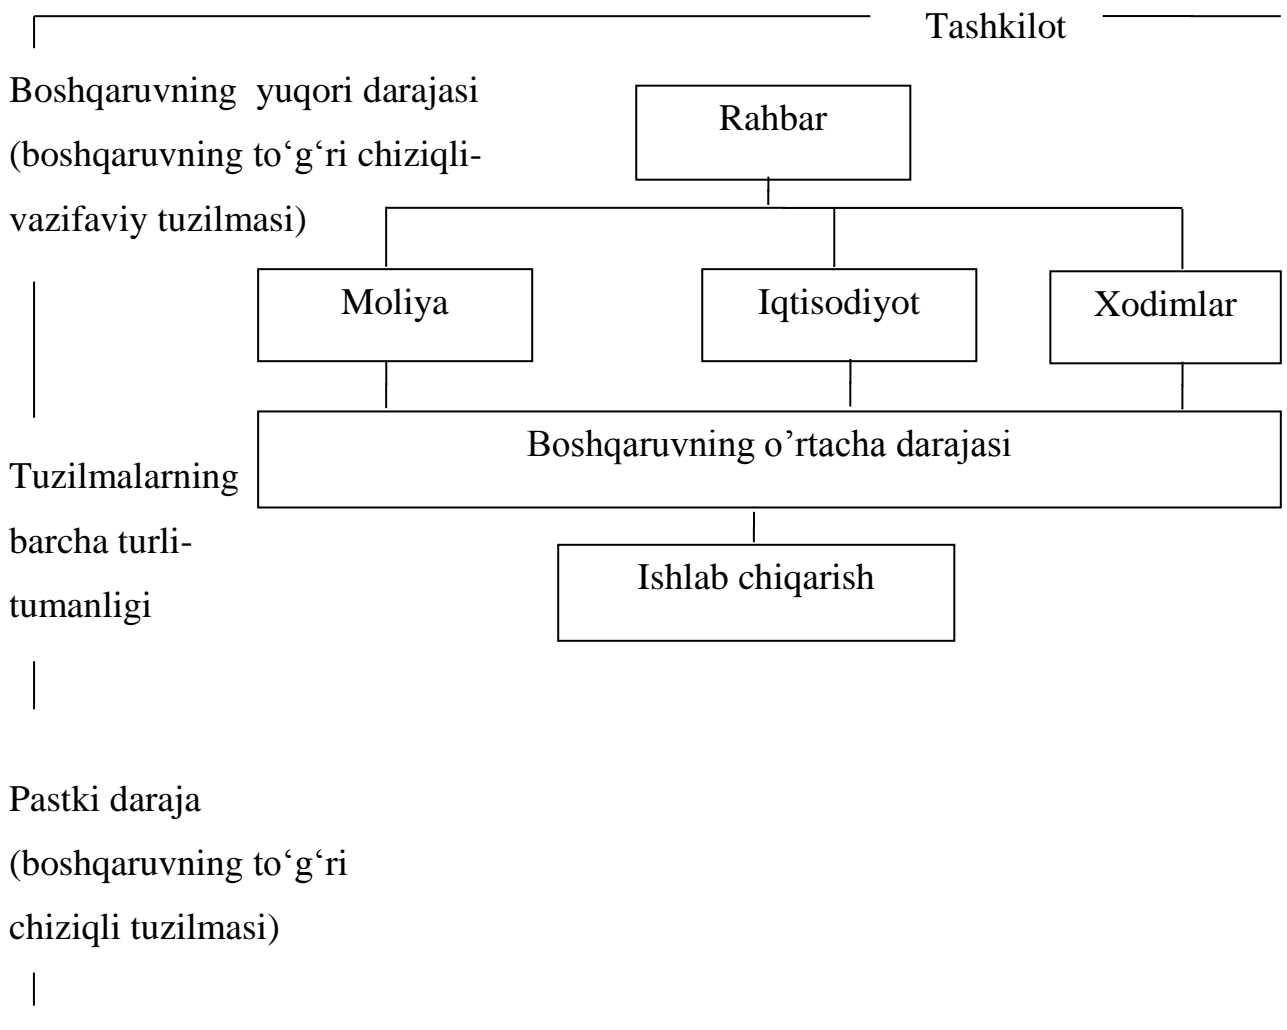 Tashkilot
Boshqaruvning yuqori darajasi
(boshqaruvning to‘g‘ri chiziqli-
vazifaviy tuzilmasi)
Rahbar
Moliya
Iqtisodiyot
Xodimlar
Boshqaruvning o’rtacha darajasi
Tuzilmalarning
barcha turli-
tumanligi
Ishlab chiqarish
Pastki daraja
(boshqaruvning to‘g‘ri
chiziqli tuzilmasi)